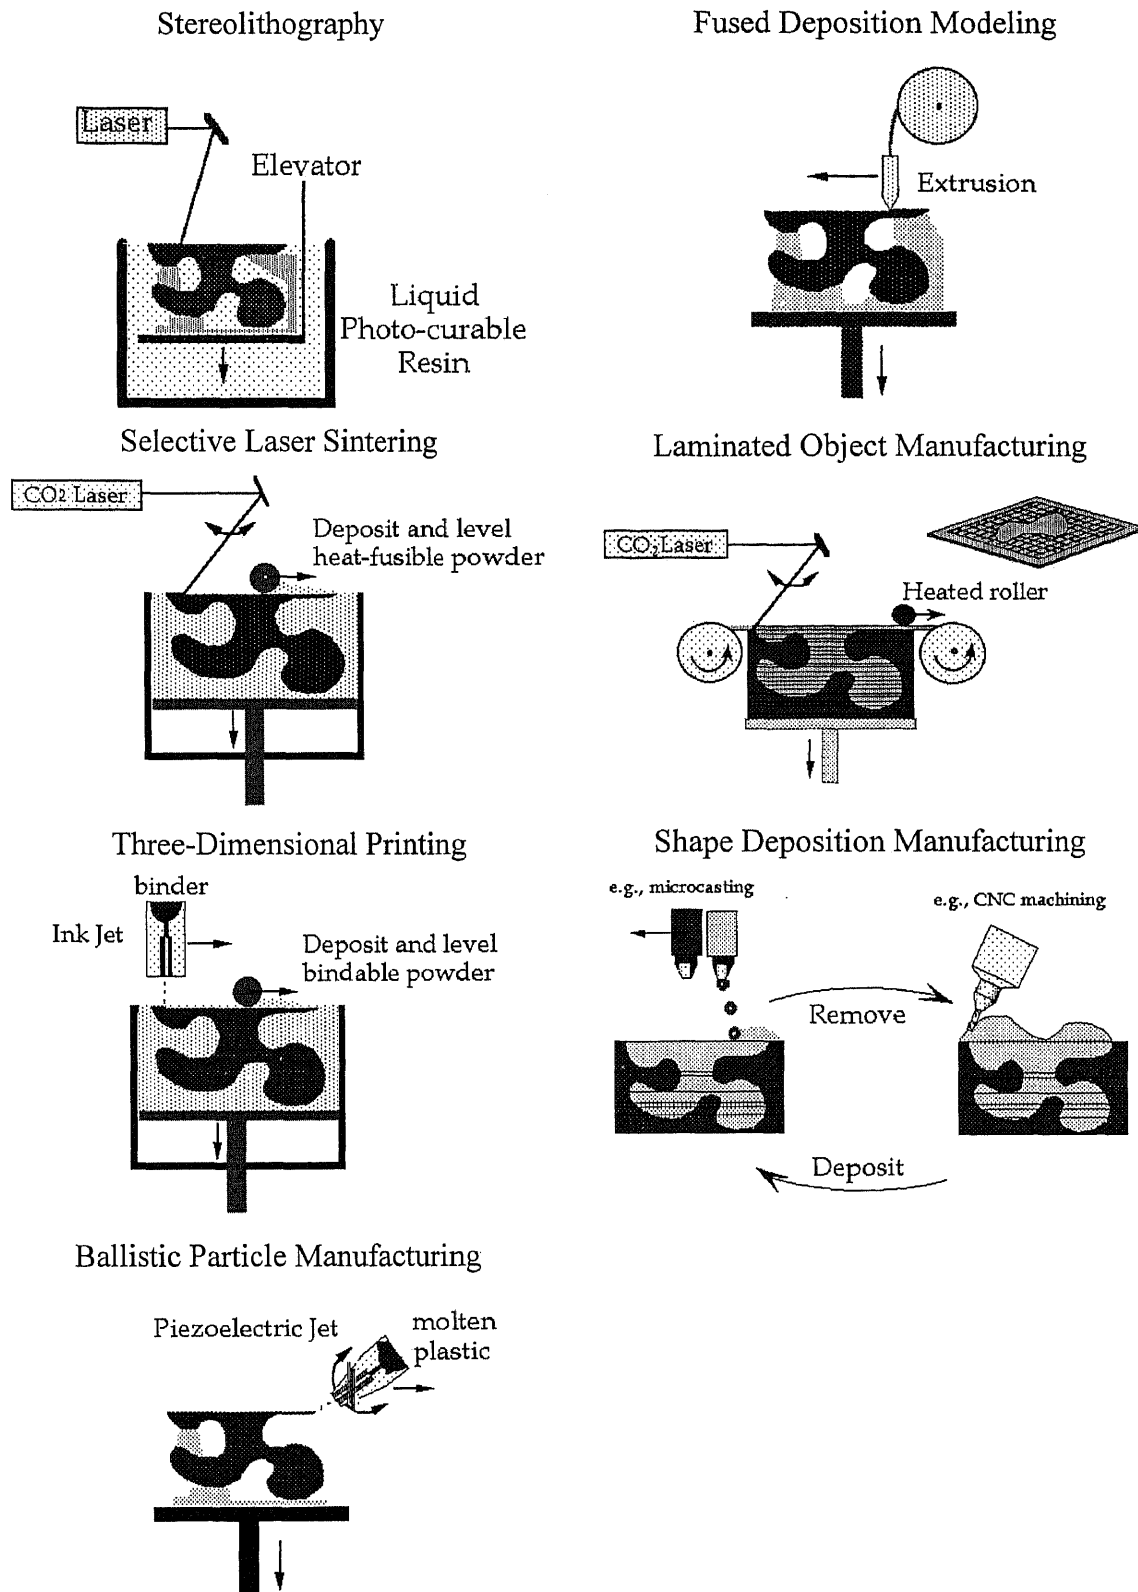 Stereolithography
Laser
Elevator
Liquid
Photo-curable
Resin
Fused Deposition Modeling
Extrusion
Selective Laser Sintering
CO2 Laser
Deposit and level
heat-fusible powder
Laminated Object Manufacturing
CO2Laser
Heated roller
Three-Dimensional Printing
binder
Ink Jet
Deposit and level
bindable powder
Shape Deposition Manufacturing
e.g., microcasting
e.g., CNC machining
Remove
Deposit
Ballistic Particle Manufacturing
Piezoelectric Jet
molten
plastic